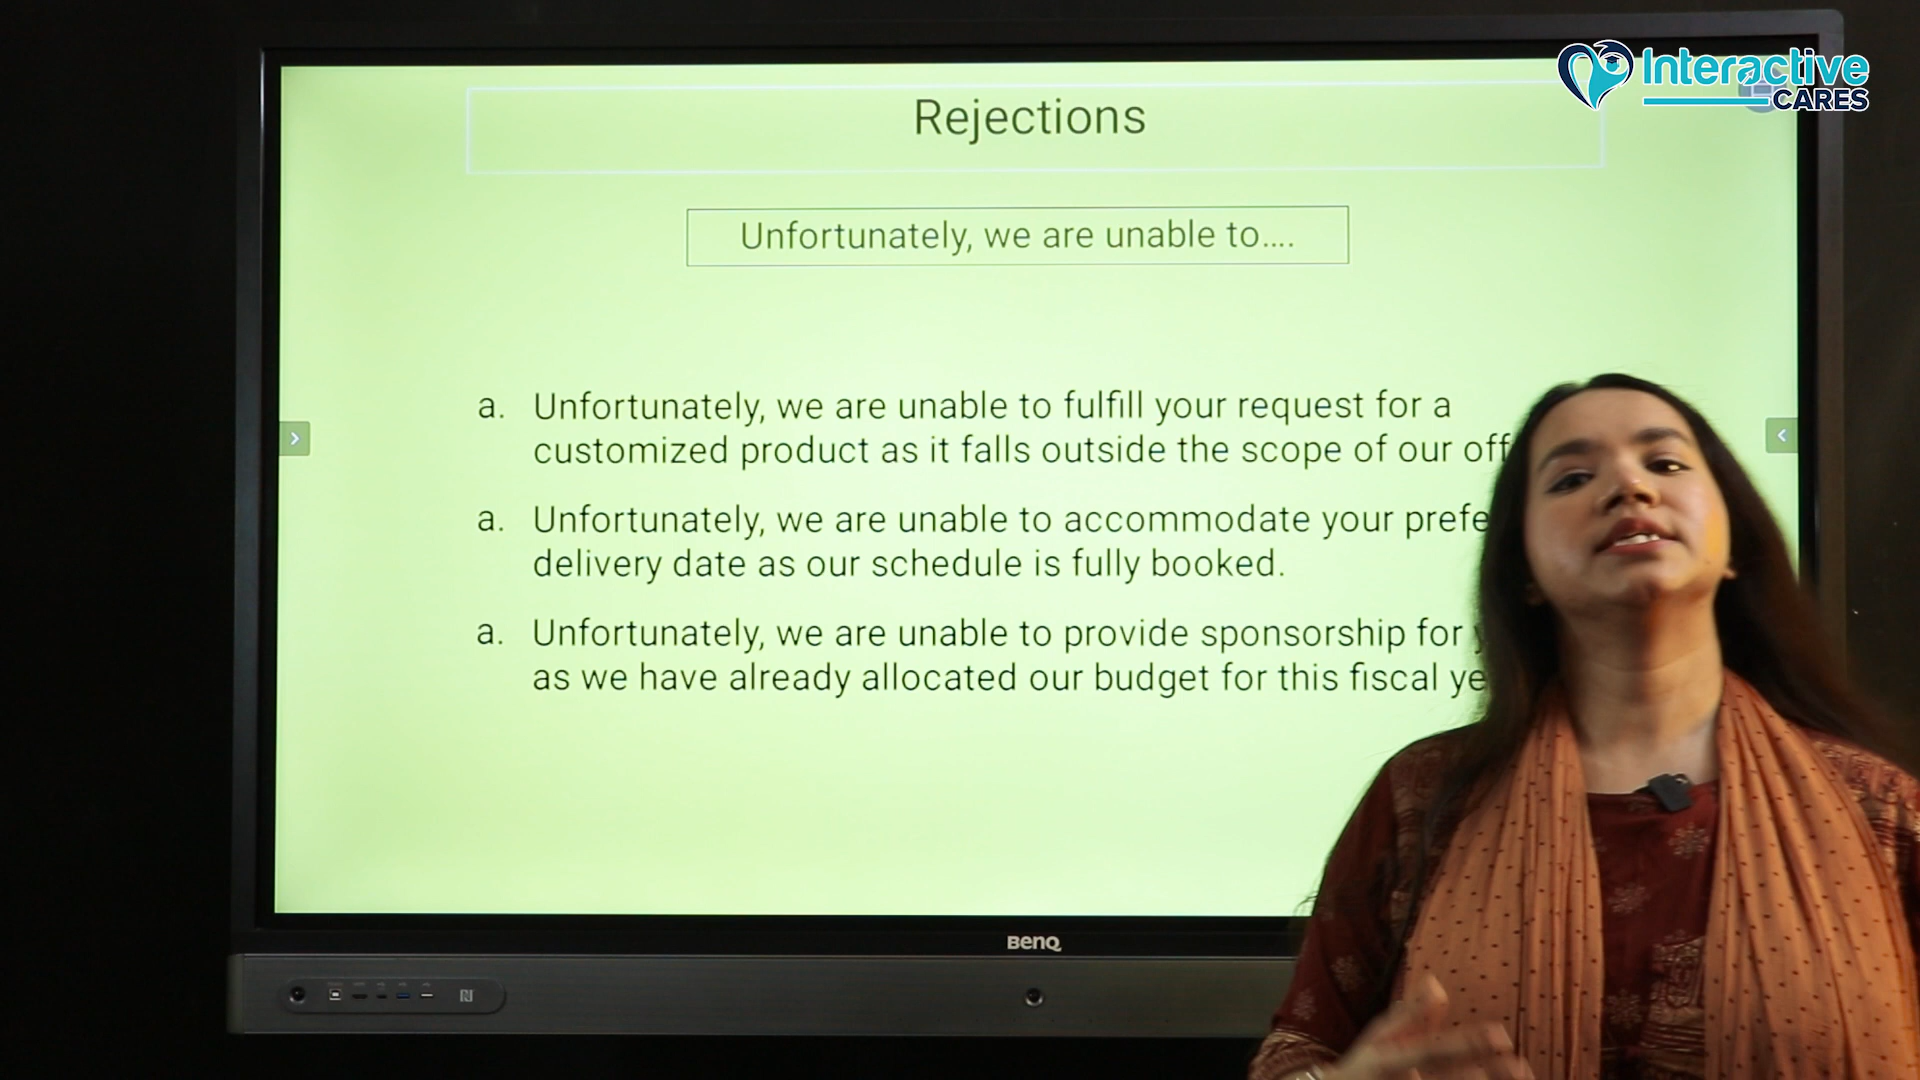 Interactive
CARES
Rejections
Unfortunately, we are unable to....
a. Unfortunately, we are unable to fulfill your request for a
customized product as it falls outside the scope of our
a. Unfortunately, we are unable to accommodate your
delivery date as our schedule is fully booked.
a. Unfortunately, we are unable to provide sponsorship for
as we have already allocated our budget for this fiscal
BenQ